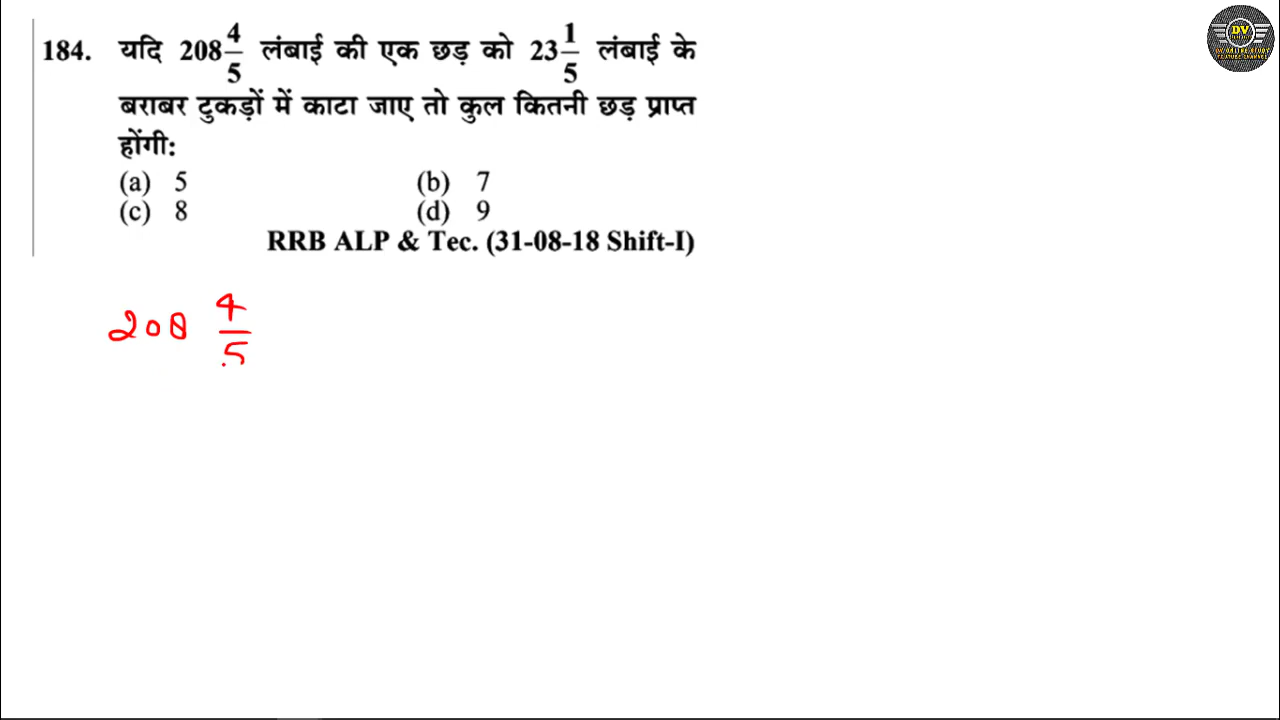 184. यदि 208 4/5 लंबाई की एक छड़ को 23 1/5 लंबाई के
बराबर टुकड़ों में काटा जाए तो कुल कितनी छड़ प्राप्त
होंगी:
(a) 5 (b) 7
(c) 8 (d) 9
RRB ALP & Tec. (31-08-18 Shift-I)
208 4/5
DV